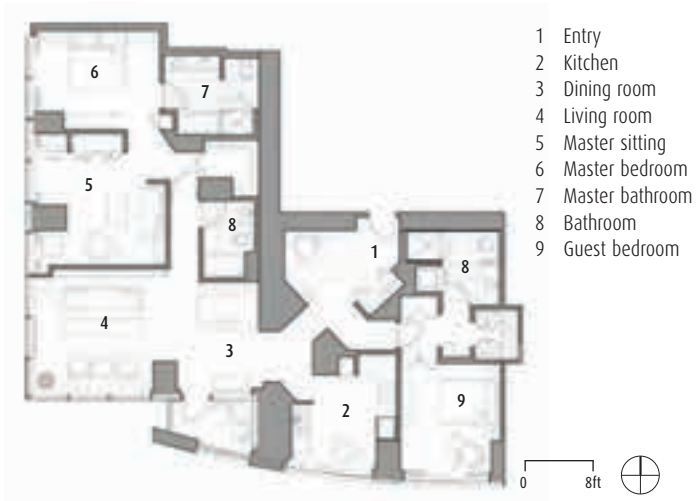 1 Entry
2 Kitchen
3 Dining room
4 Living room
5 Master sitting
6 Master bedroom
7 Master bathroom
8 Bathroom
9 Guest bedroom
6
7
5
8
1
8
4
3
2
9
0 8ft